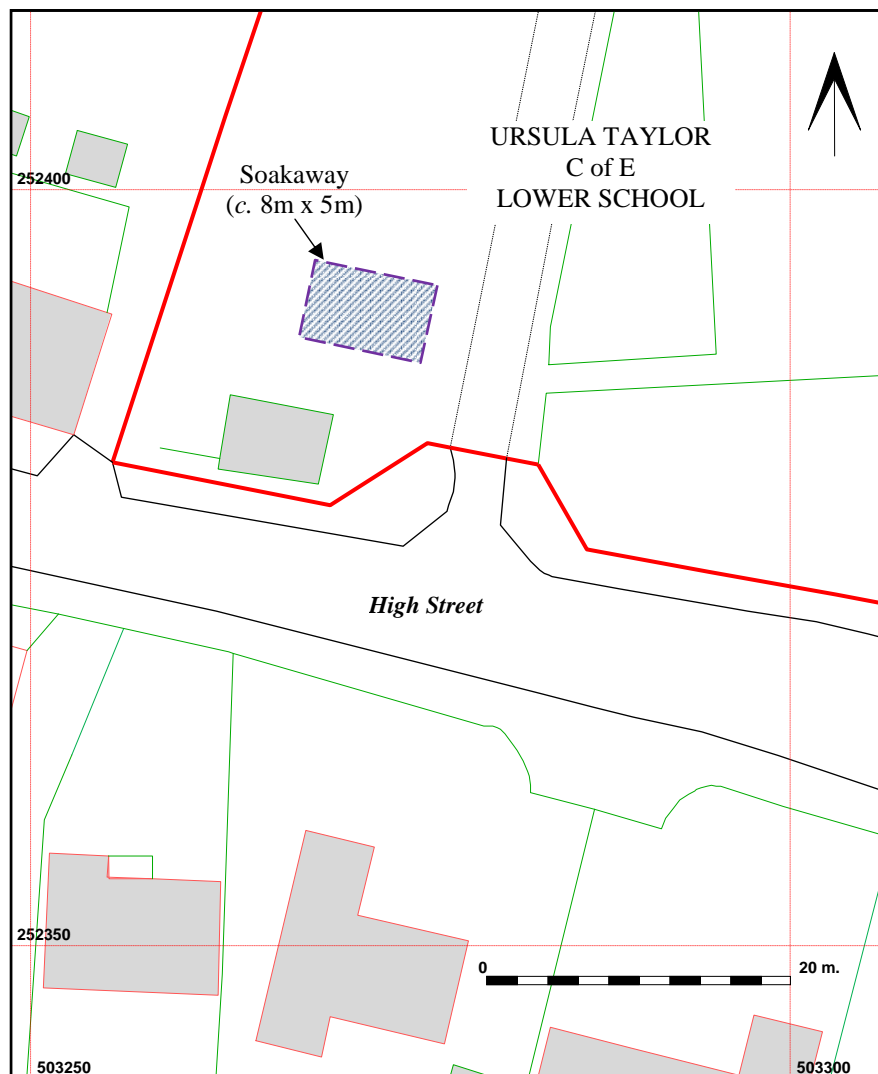 URSULA TAYLOR
C of E
LOWER SCHOOL
252400
Soakaway
(c. 8m x 5m)
High Street
252350
0
20 m.
503250
503300